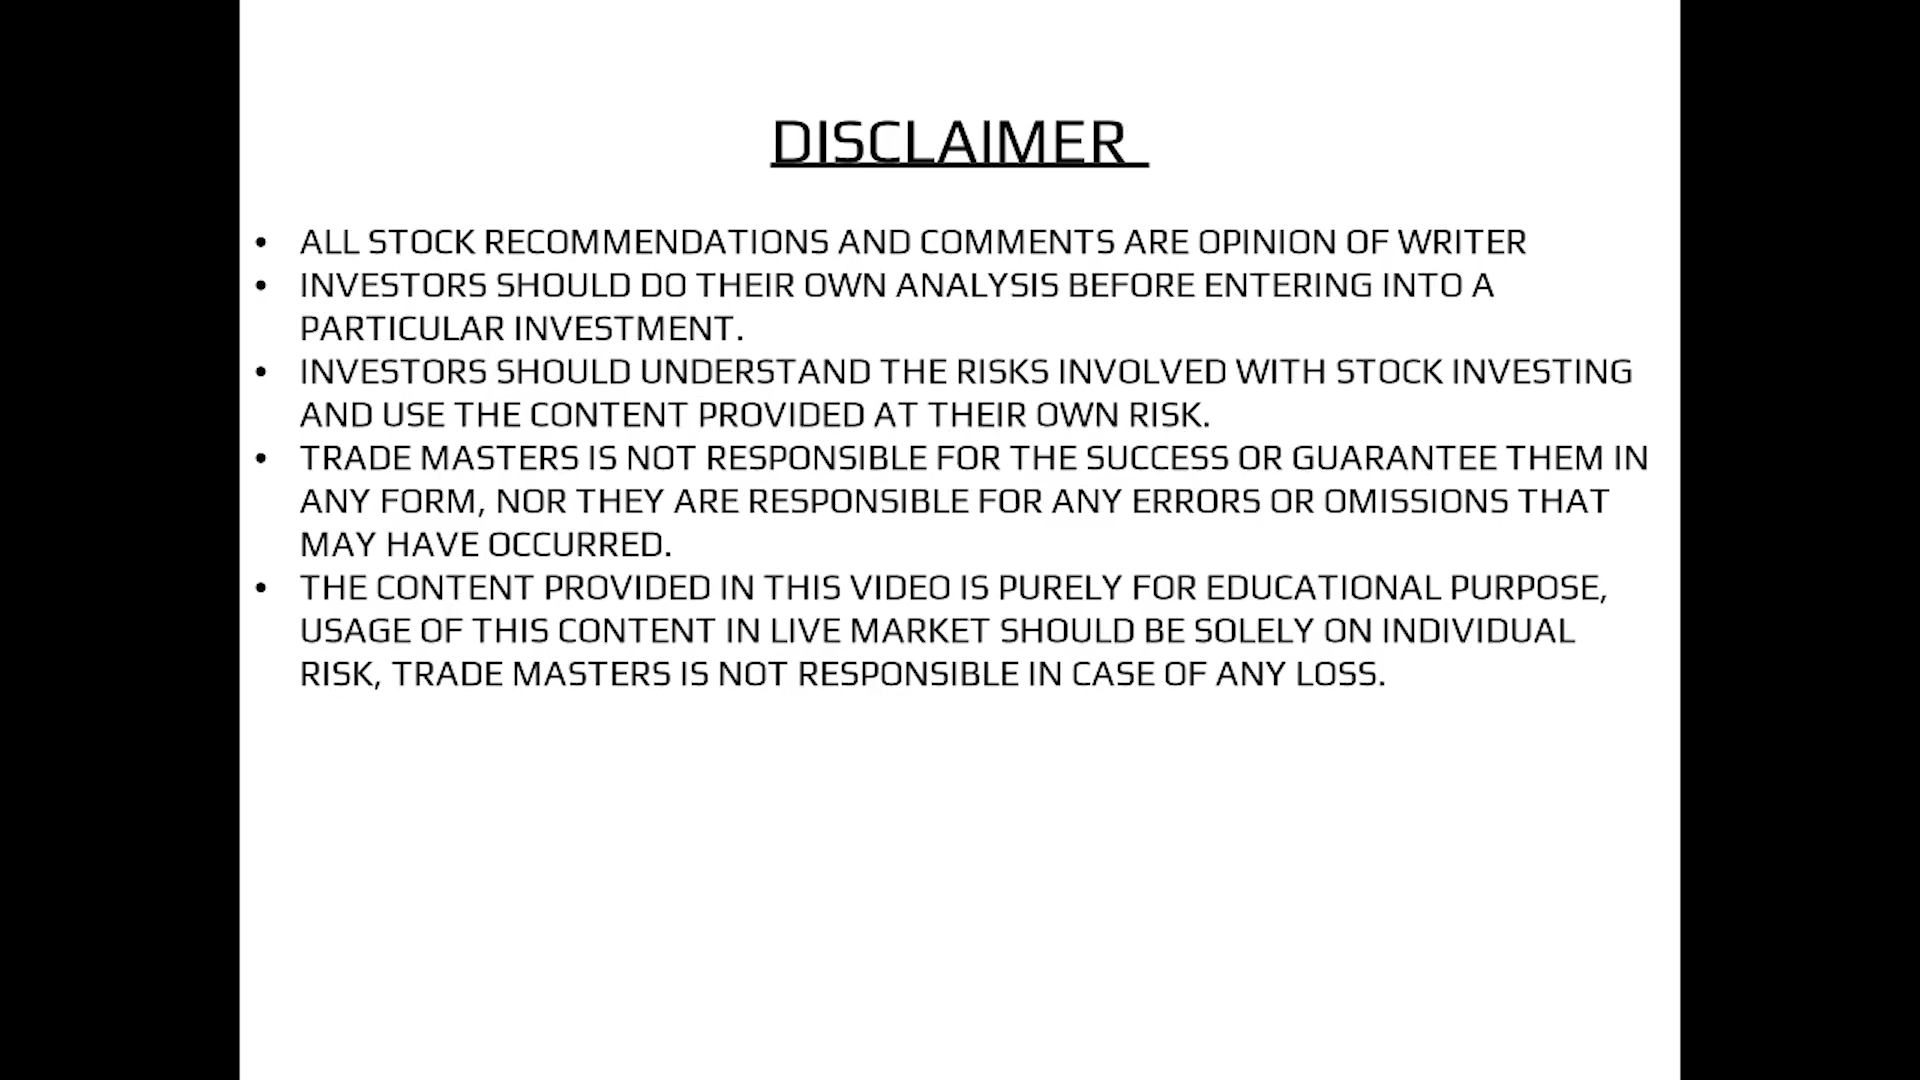 DISCLAIMER
• ALL STOCK RECOMMENDATIONS AND COMMENTS ARE OPINION OF WRITER
• INVESTORS SHOULD DO THEIR OWN ANALYSIS BEFORE ENTERING INTO A
PARTICULAR INVESTMENT.
• INVESTORS SHOULD UNDERSTAND THE RISKS INVOLVED WITH STOCK INVESTING
AND USE THE CONTENT PROVIDED AT THEIR OWN RISK.
• TRADE MASTERS IS NOT RESPONSIBLE FOR THE SUCCESS OR GUARANTEE THEM IN
ANY FORM, NOR THEY ARE RESPONSIBLE FOR ANY ERRORS OR OMISSIONS THAT
MAY HAVE OCCURRED.
• THE CONTENT PROVIDED IN THIS VIDEO IS PURELY FOR EDUCATIONAL PURPOSE,
USAGE OF THIS CONTENT IN LIVE MARKET SHOULD BE SOLELY ON INDIVIDUAL
RISK, TRADE MASTERS IS NOT RESPONSIBLE IN CASE OF ANY LOSS.